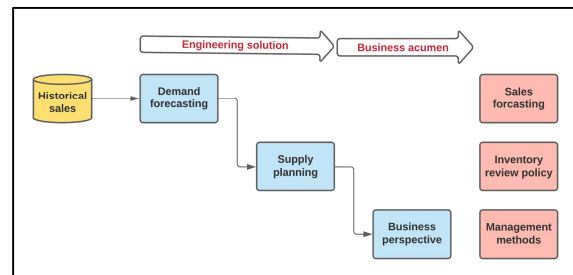 Engineering solution
Business acumen
Historical
sales
Demand
forecasting
Sales
forcasting
Supply
planning
Inventory
review policy
Business
perspective
Management
methods